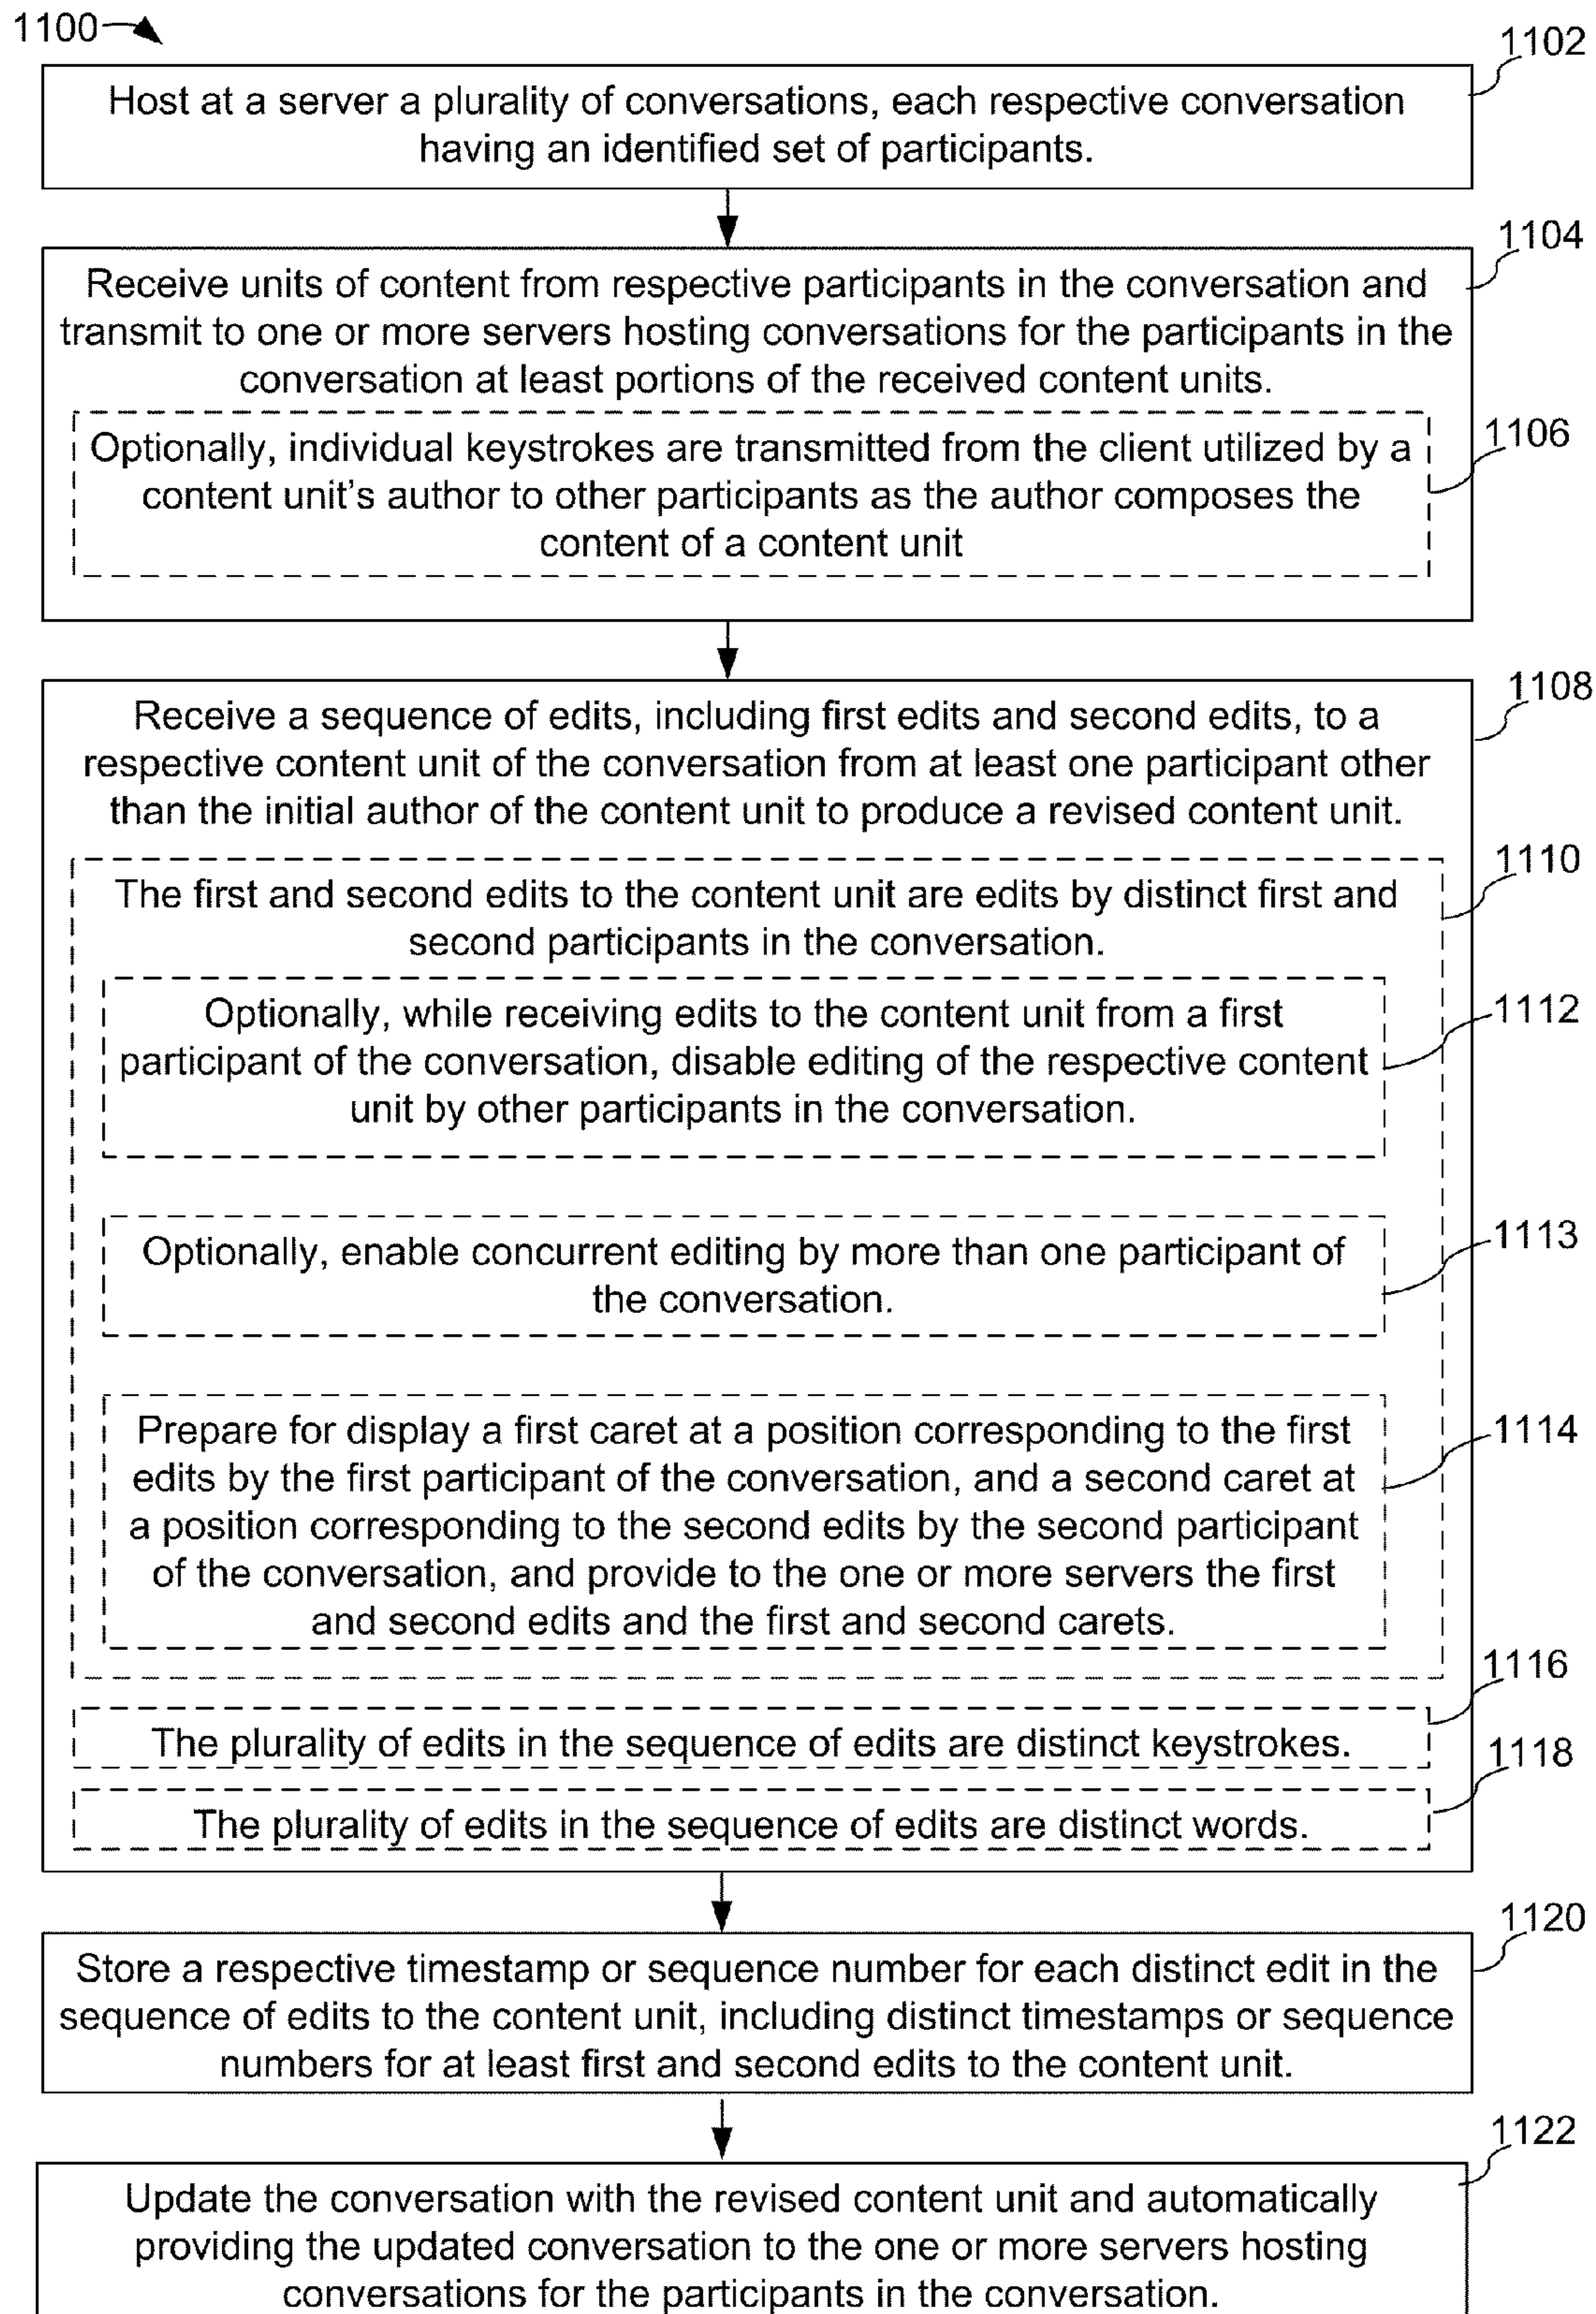 1100
1102
Host at a server a plurality of conversations, each respective conversation
having an identified set of participants.
1104
Receive units of content from respective participants in the conversation and
transmit to one or more servers hosting conversations for the participants in the
conversation at least portions of the received content units.
1106
Optionally, individual keystrokes are transmitted from the client utilized by a
content unit's author to other participants as the author composes the
content of a content unit
1108
Receive a sequence of edits, including first edits and second edits, to a
respective content unit of the conversation from at least one participant other
than the initial author of the content unit to produce a revised content unit.
1110
The first and second edits to the content unit are edits by distinct first and
second participants in the conversation.
1112
Optionally, while receiving edits to the content unit from a first
participant of the conversation, disable editing of the respective content
unit by other participants in the conversation.
1113
Optionally, enable concurrent editing by more than one participant of
the conversation.
1114
Prepare for display a first caret at a position corresponding to the first
edits by the first participant of the conversation, and a second caret at
a position corresponding to the second edits by the second participant
of the conversation, and provide to the one or more servers the first
and second edits and the first and second carets.
1116
The plurality of edits in the sequence of edits are distinct keystrokes.
1118
The plurality of edits in the sequence of edits are distinct words.
1120
Store a respective timestamp or sequence number for each distinct edit in the
sequence of edits to the content unit, including distinct timestamps or sequence
numbers for at least first and second edits to the content unit.
1122
Update the conversation with the revised content unit and automatically
providing the updated conversation to the one or more servers hosting
conversations for the participants in the conversation.